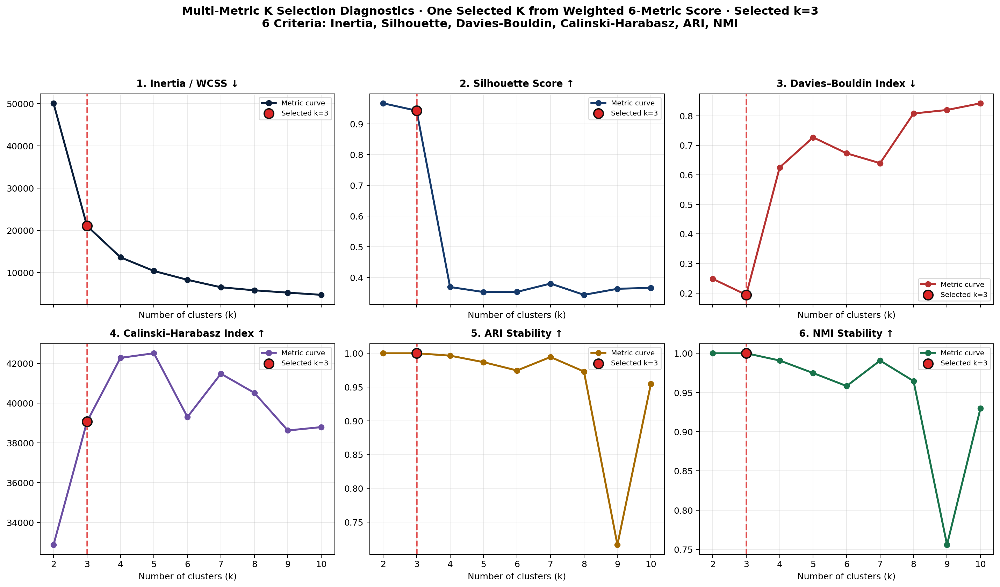 Multi-Metric K Selection Diagnostics · One Selected K from Weighted 6-Metric Score · Selected k=3
6 Criteria: Inertia, Silhouette, Davies-Bouldin, Calinski-Harabasz, ARI, NMI
1. Inertia / WCSS ↓
50000
40000
30000
20000
10000
Metric curve
Selected k=3
Number of clusters (k)
2. Silhouette Score ↑
0.9
0.8
0.7
0.6
0.5
0.4
Metric curve
Selected k=3
Number of clusters (k)
3. Davies–Bouldin Index ↓
0.8
0.7
0.6
0.5
0.4
0.3
0.2
Metric curve
Selected k=3
Number of clusters (k)
4. Calinski–Harabasz Index ↑
42000
40000
38000
36000
34000
Metric curve
Selected k=3
2 3 4 5 6 7 8 9 10
Number of clusters (k)
5. ARI Stability ↑
1.00
0.95
0.90
0.85
0.80
0.75
Metric curve
Selected k=3
2 3 4 5 6 7 8 9 10
Number of clusters (k)
6. NMI Stability ↑
1.00
0.95
0.90
0.85
0.80
0.75
Metric curve
Selected k=3
2 3 4 5 6 7 8 9 10
Number of clusters (k)